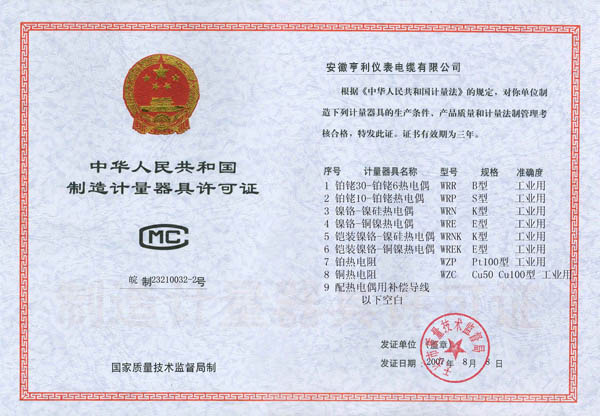 中华人民共和国
制造计量器具许可证
CMC
皖 制23210032-2号
国家质量技术监督局制
安徽亨利仪表电缆有限公司
根据《中华人民共和国计量法》的规定，对你单位制
造下列计量器具的生产条件、产品质量和计量法制管理考
核合格，特发此证。证书有效期为三年。
序号 计量器具名称 型号 规格 准确度
1 铂铑30-铂铑6热电偶 WRR B型 工业用
2 铂铑10-铂铑热电偶 WRP S型 工业用
3 镍铬-镍硅热电偶 WRN K型 工业用
4 镍铬-铜镍热电偶 WRE E型 工业用
5 铠装镍铬-镍硅热电偶 WRNK K型 工业用
6 铠装镍铬-铜镍热电偶 WREK E型 工业用
7 铂热电阻 WZP Pt100型 工业用
8 铜热电阻 WZC Cu50 Cu100型 工业用
9 配热电偶用补偿导线
以下空白
发证单位（盖章）
发证日期：2007年 8月 8日
质量技术监督局